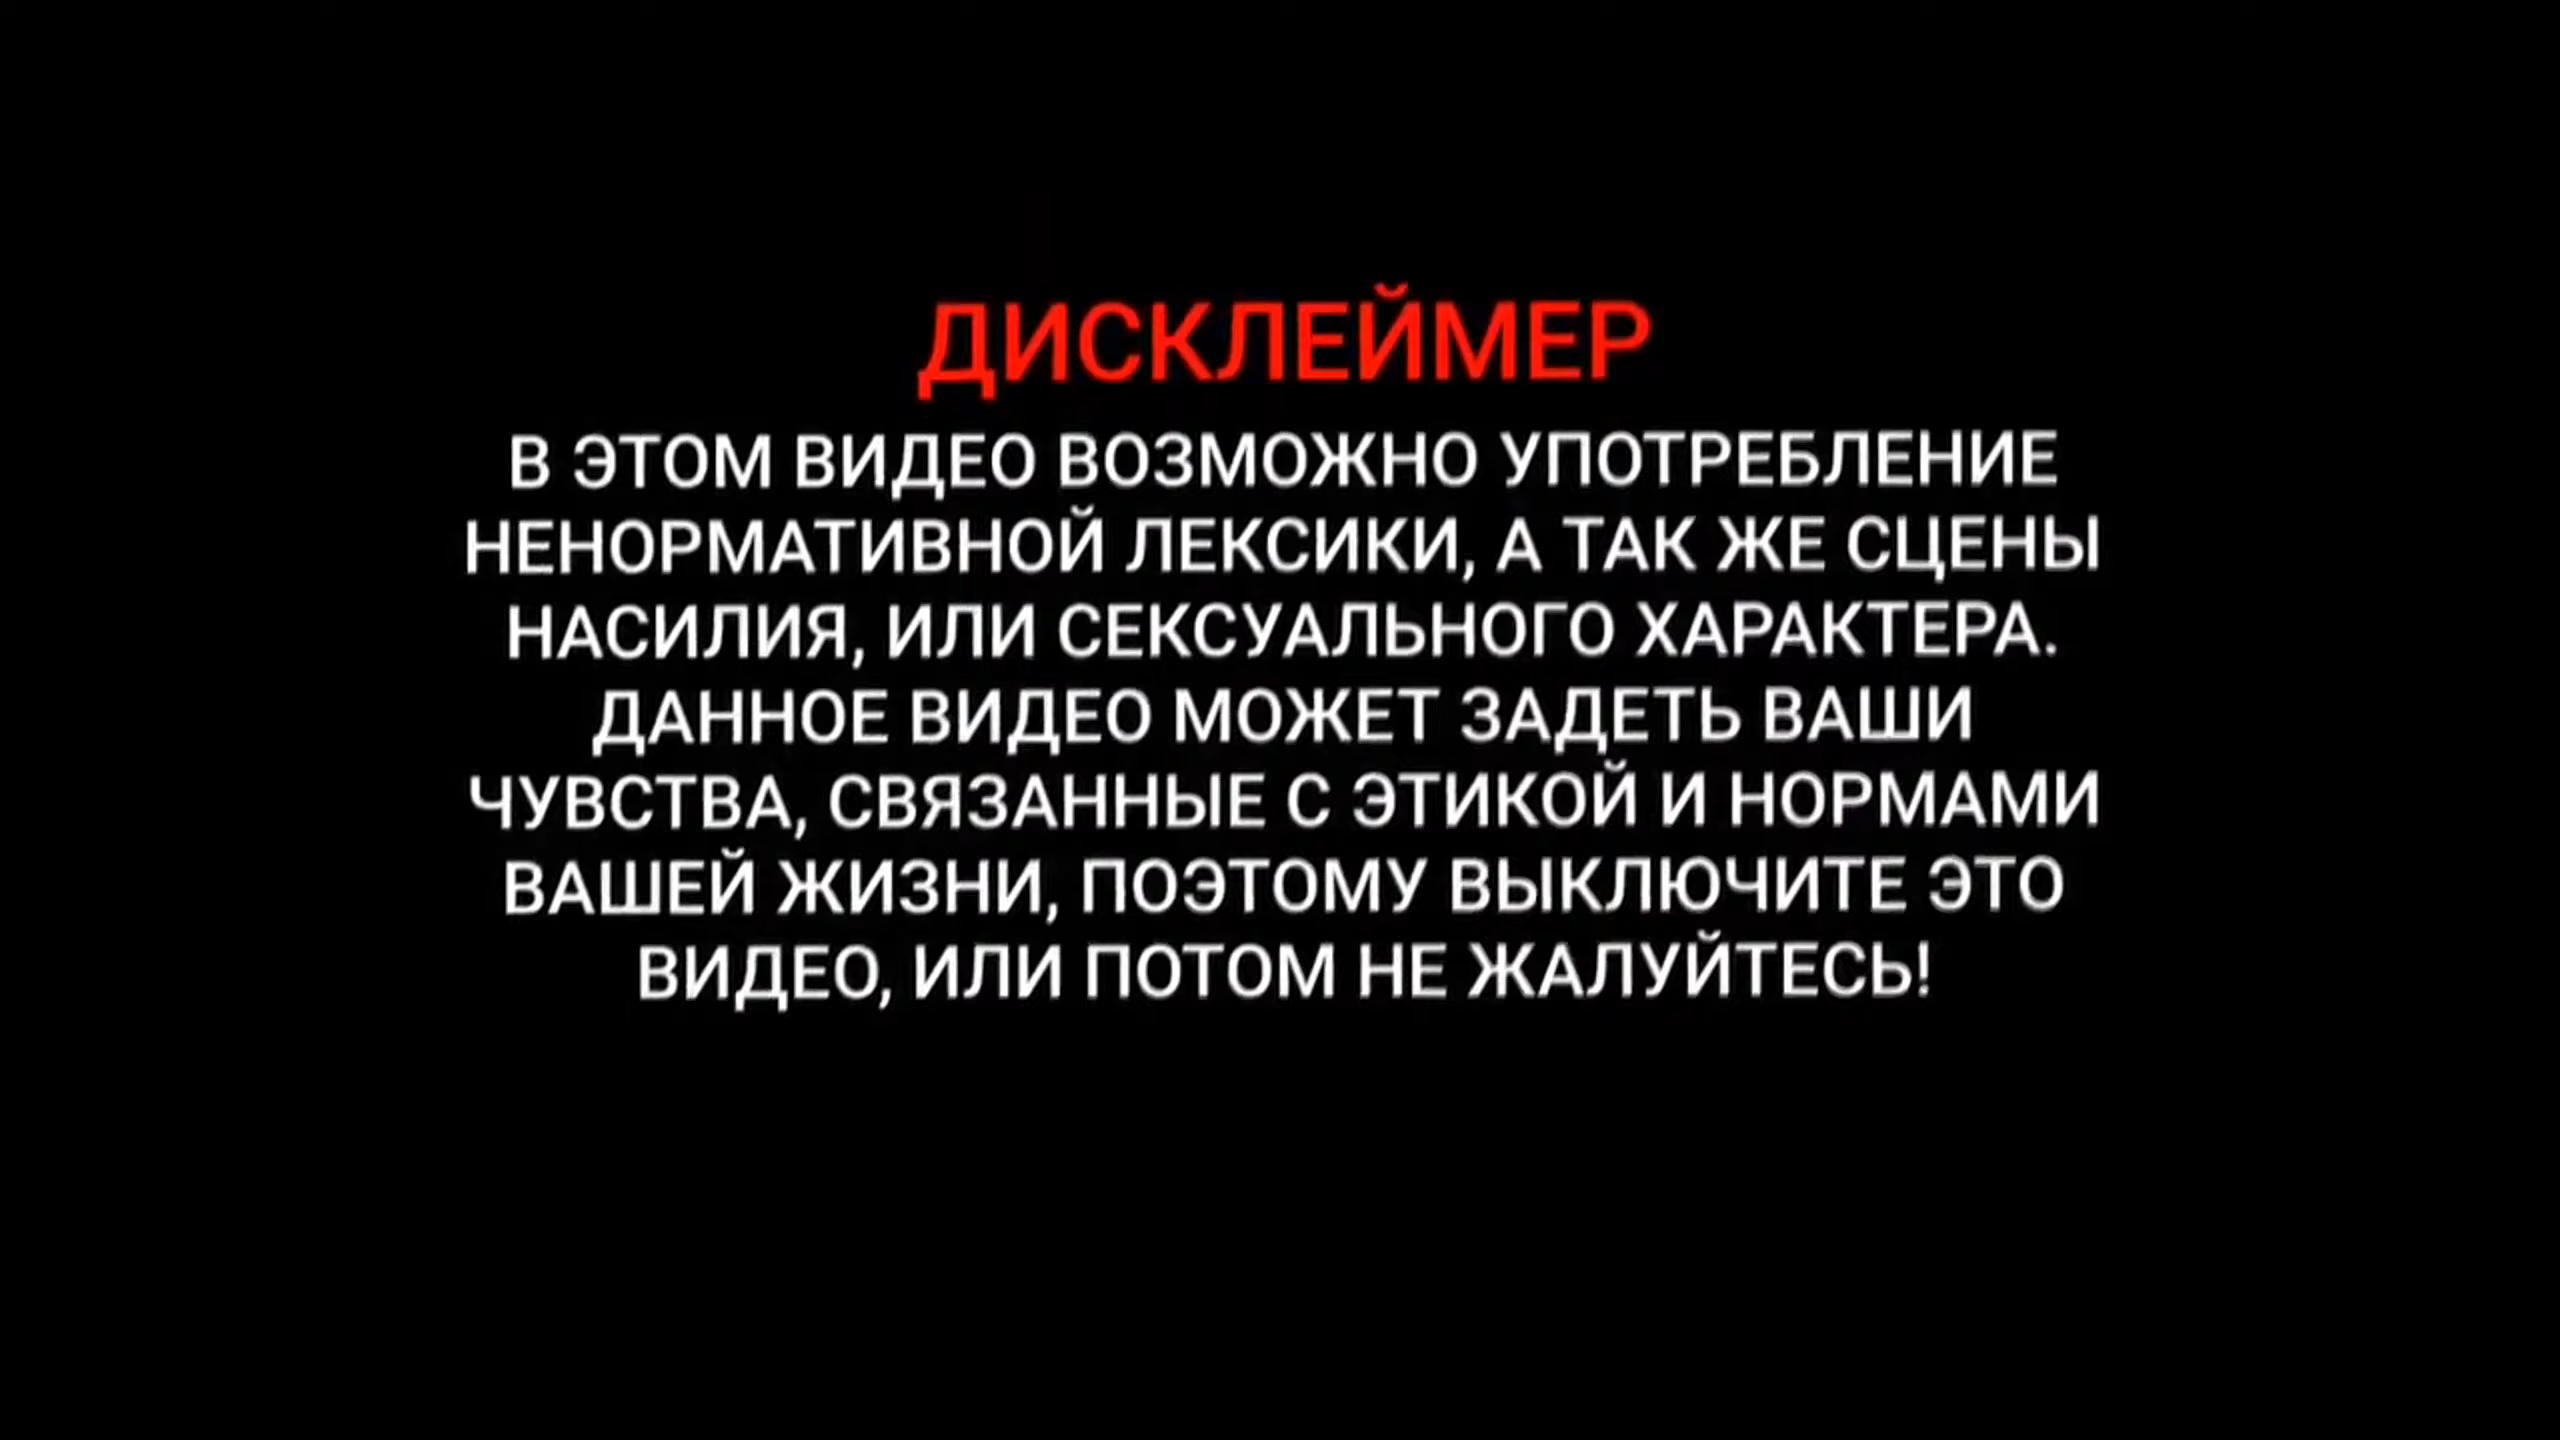 ДИСКЛЕЙМЕР
В ЭТОМ ВИДЕО ВОЗМОЖНО УПОТРЕБЛЕНИЕ
НЕНОРМАТИВНОЙ ЛЕКСИКИ, А ТАК ЖЕ СЦЕНЫ
НАСИЛИЯ, ИЛИ СЕКСУАЛЬНОГО ХАРАКТЕРА.
ДАННОЕ ВИДЕО МОЖЕТ ЗАДЕТЬ ВАШИ
ЧУВСТВА, СВЯЗАННЫЕ С ЭТИКОЙ И НОРМАМИ
ВАШЕЙ ЖИЗНИ, ПОЭТОМУ ВЫКЛЮЧИТЕ ЭТО
ВИДЕО, ИЛИ ПОТОМ НЕ ЖАЛУЙТЕСЬ!